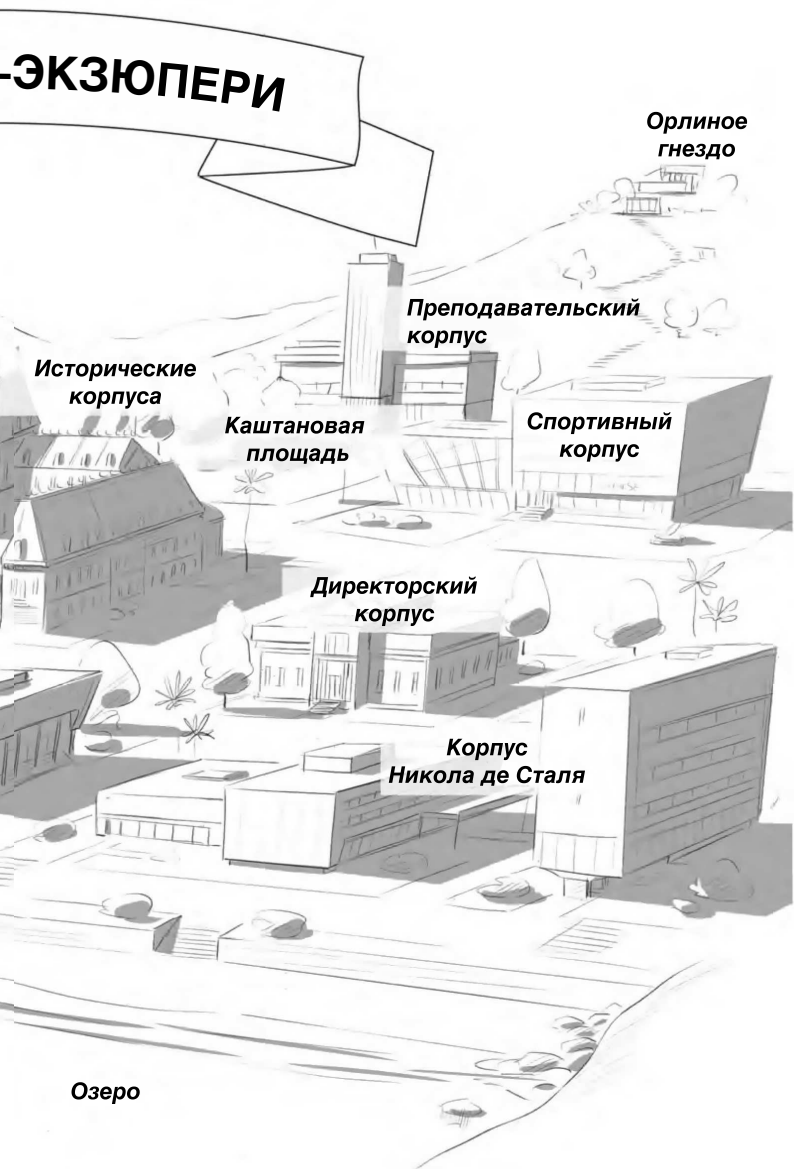 -ЭКЗЮПЕРИ
Орлиное
гнездо
Преподавательский
корпус
Исторические
корпуса
Каштановая
площадь
Спортивный
корпус
Директорский
корпус
Корпус
Никола де Сталя
Озеро